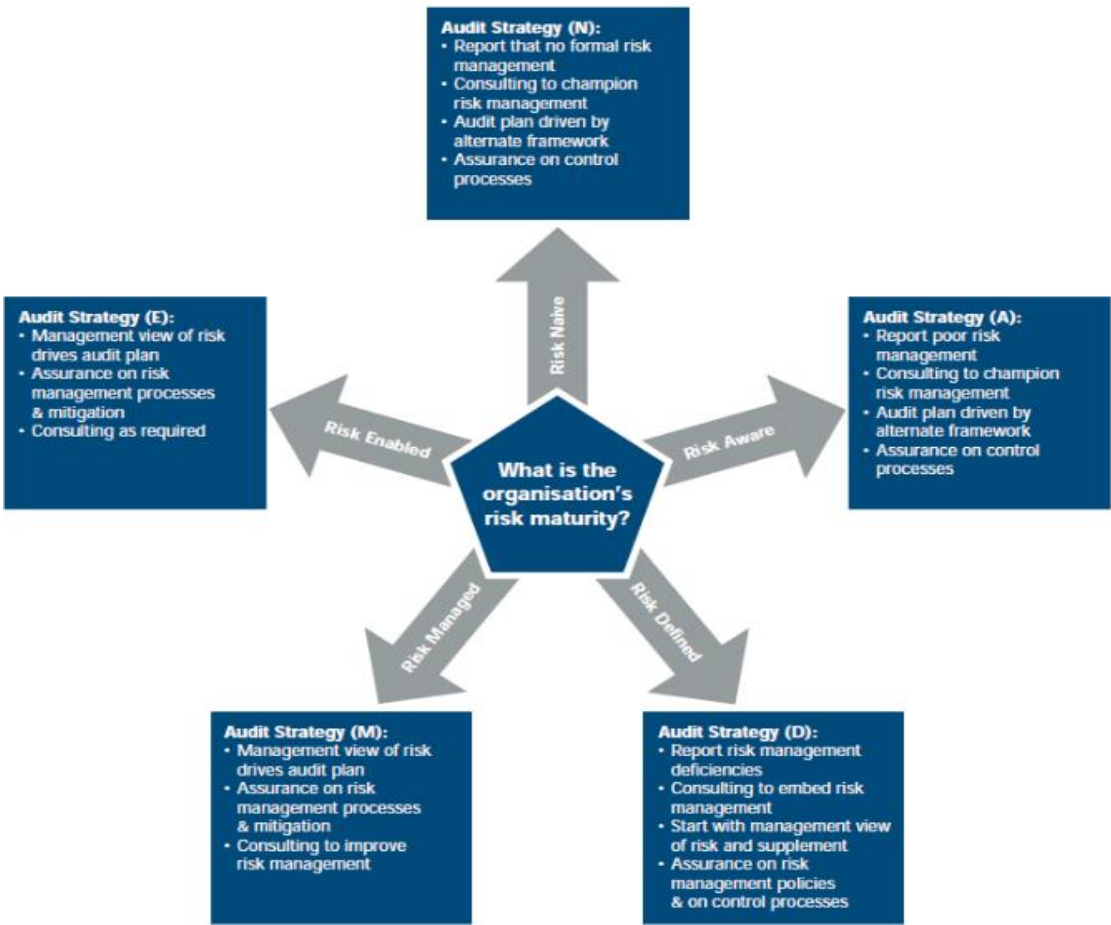 Audit Strategy (N):
• Report that no formal risk
management
• Consulting to champion
risk management
• Audit plan driven by
alternate framework
• Assurance on control
processes
Risk Naive
Audit Strategy (E):
• Management view of risk
drives audit plan
• Assurance on risk
management processes
& mitigation
• Consulting as required
Risk Enabled
Audit Strategy (A):
• Report poor risk
management
• Consulting to champion
risk management
• Audit plan driven by
alternate framework
• Assurance on control
processes
Risk Aware
What is the
organisation's
risk maturity?
Risk Managed
Risk Defined
Audit Strategy (M):
• Management view of risk
drives audit plan
• Assurance on risk
management processes
& mitigation
• Consulting to improve
risk management
Audit Strategy (D):
• Report risk management
deficiencies
• Consulting to embed risk
management
• Start with management view
of risk and supplement
• Assurance on risk
management policies
& on control processes